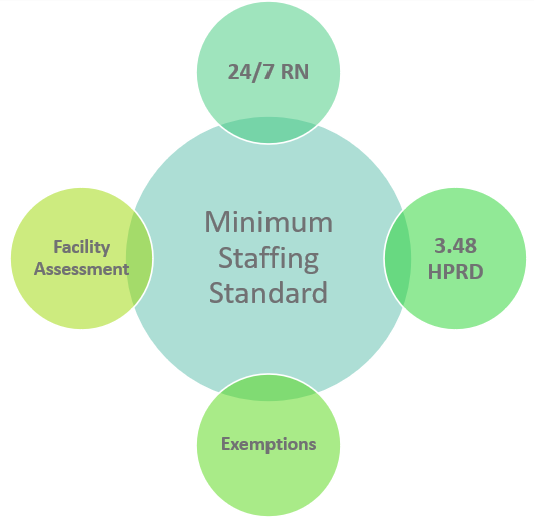 24/7 RN
Minimum
Staffing
Standard
Facility
Assessment
3.48
HPRD
Exemptions